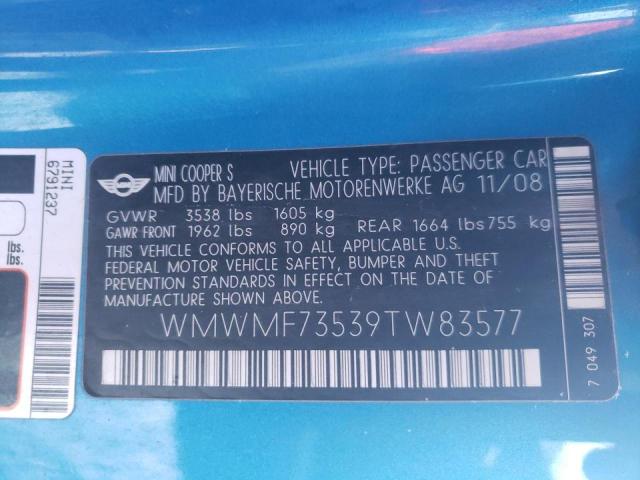 MINI COOPER S VEHICLE TYPE: PASSENGER CAR
MFD BY BAYERISCHE MOTORENWERKE AG 11/08
GVWR 3538 lbs 1605 kg
GAWR FRONT 1962 lbs 890 kg REAR 1664 lbs 755 kg
THIS VEHICLE CONFORMS TO ALL APPLICABLE U.S.
FEDERAL MOTOR VEHICLE SAFETY, BUMPER AND THEFT
PREVENTION STANDARDS IN EFFECT ON THE DATE OF
MANUFACTURE SHOWN ABOVE.
WMWMF73539TW83577
7 049 307
MINI
6791237
lbs.
lbs.